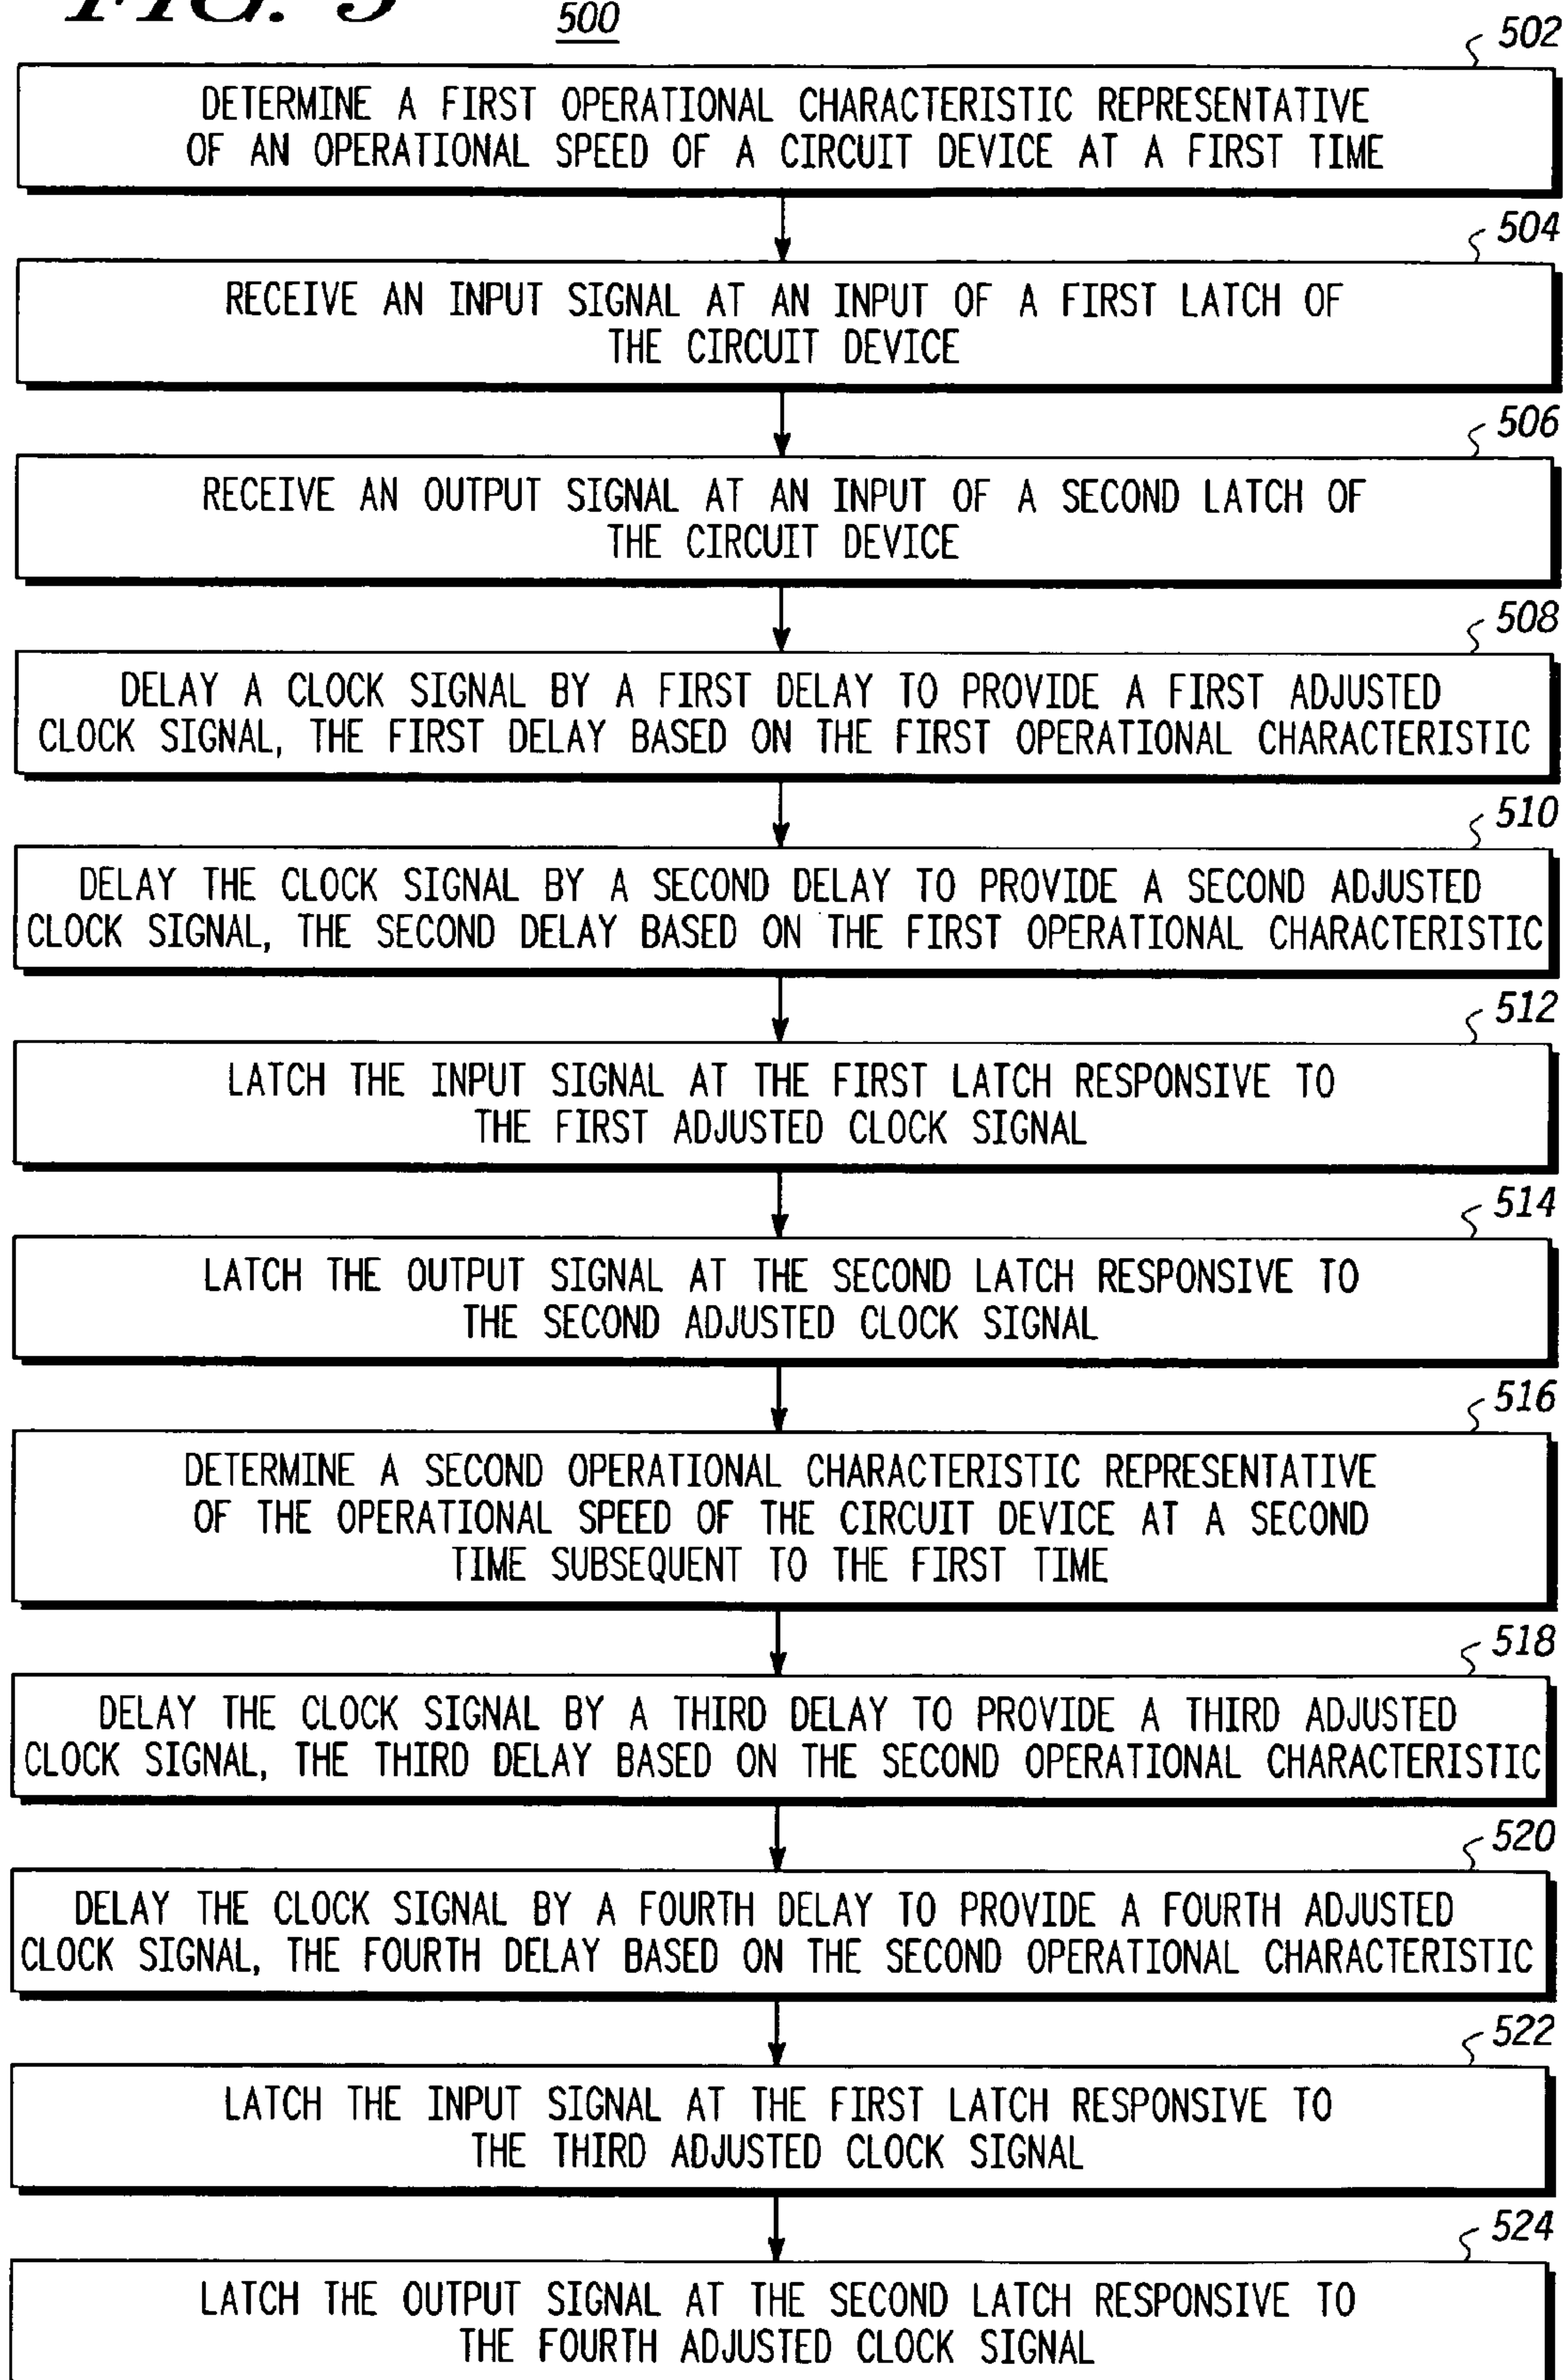 FIG. 5
500
502
DETERMINE A FIRST OPERATIONAL CHARACTERISTIC REPRESENTATIVE
OF AN OPERATIONAL SPEED OF A CIRCUIT DEVICE AT A FIRST TIME
504
RECEIVE AN INPUT SIGNAL AT AN INPUT OF A FIRST LATCH OF
THE CIRCUIT DEVICE
506
RECEIVE AN OUTPUT SIGNAL AT AN INPUT OF A SECOND LATCH OF
THE CIRCUIT DEVICE
508
DELAY A CLOCK SIGNAL BY A FIRST DELAY TO PROVIDE A FIRST ADJUSTED
CLOCK SIGNAL, THE FIRST DELAY BASED ON THE FIRST OPERATIONAL CHARACTERISTIC
510
DELAY THE CLOCK SIGNAL BY A SECOND DELAY TO PROVIDE A SECOND ADJUSTED
CLOCK SIGNAL, THE SECOND DELAY BASED ON THE FIRST OPERATIONAL CHARACTERISTIC
512
LATCH THE INPUT SIGNAL AT THE FIRST LATCH RESPONSIVE TO
THE FIRST ADJUSTED CLOCK SIGNAL
514
LATCH THE OUTPUT SIGNAL AT THE SECOND LATCH RESPONSIVE TO
THE SECOND ADJUSTED CLOCK SIGNAL
516
DETERMINE A SECOND OPERATIONAL CHARACTERISTIC REPRESENTATIVE
OF THE OPERATIONAL SPEED OF THE CIRCUIT DEVICE AT A SECOND
TIME SUBSEQUENT TO THE FIRST TIME
518
DELAY THE CLOCK SIGNAL BY A THIRD DELAY TO PROVIDE A THIRD ADJUSTED
CLOCK SIGNAL, THE THIRD DELAY BASED ON THE SECOND OPERATIONAL CHARACTERISTIC
520
DELAY THE CLOCK SIGNAL BY A FOURTH DELAY TO PROVIDE A FOURTH ADJUSTED
CLOCK SIGNAL, THE FOURTH DELAY BASED ON THE SECOND OPERATIONAL CHARACTERISTIC
522
LATCH THE INPUT SIGNAL AT THE FIRST LATCH RESPONSIVE TO
THE THIRD ADJUSTED CLOCK SIGNAL
524
LATCH THE OUTPUT SIGNAL AT THE SECOND LATCH RESPONSIVE TO
THE FOURTH ADJUSTED CLOCK SIGNAL